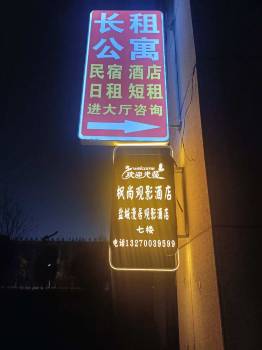 长租
公寓
民宿 酒店
日租 短租
进大厅咨询
欢迎光临
枫尚观影酒店
盐城漫居观影酒店
七楼
电话13270039599